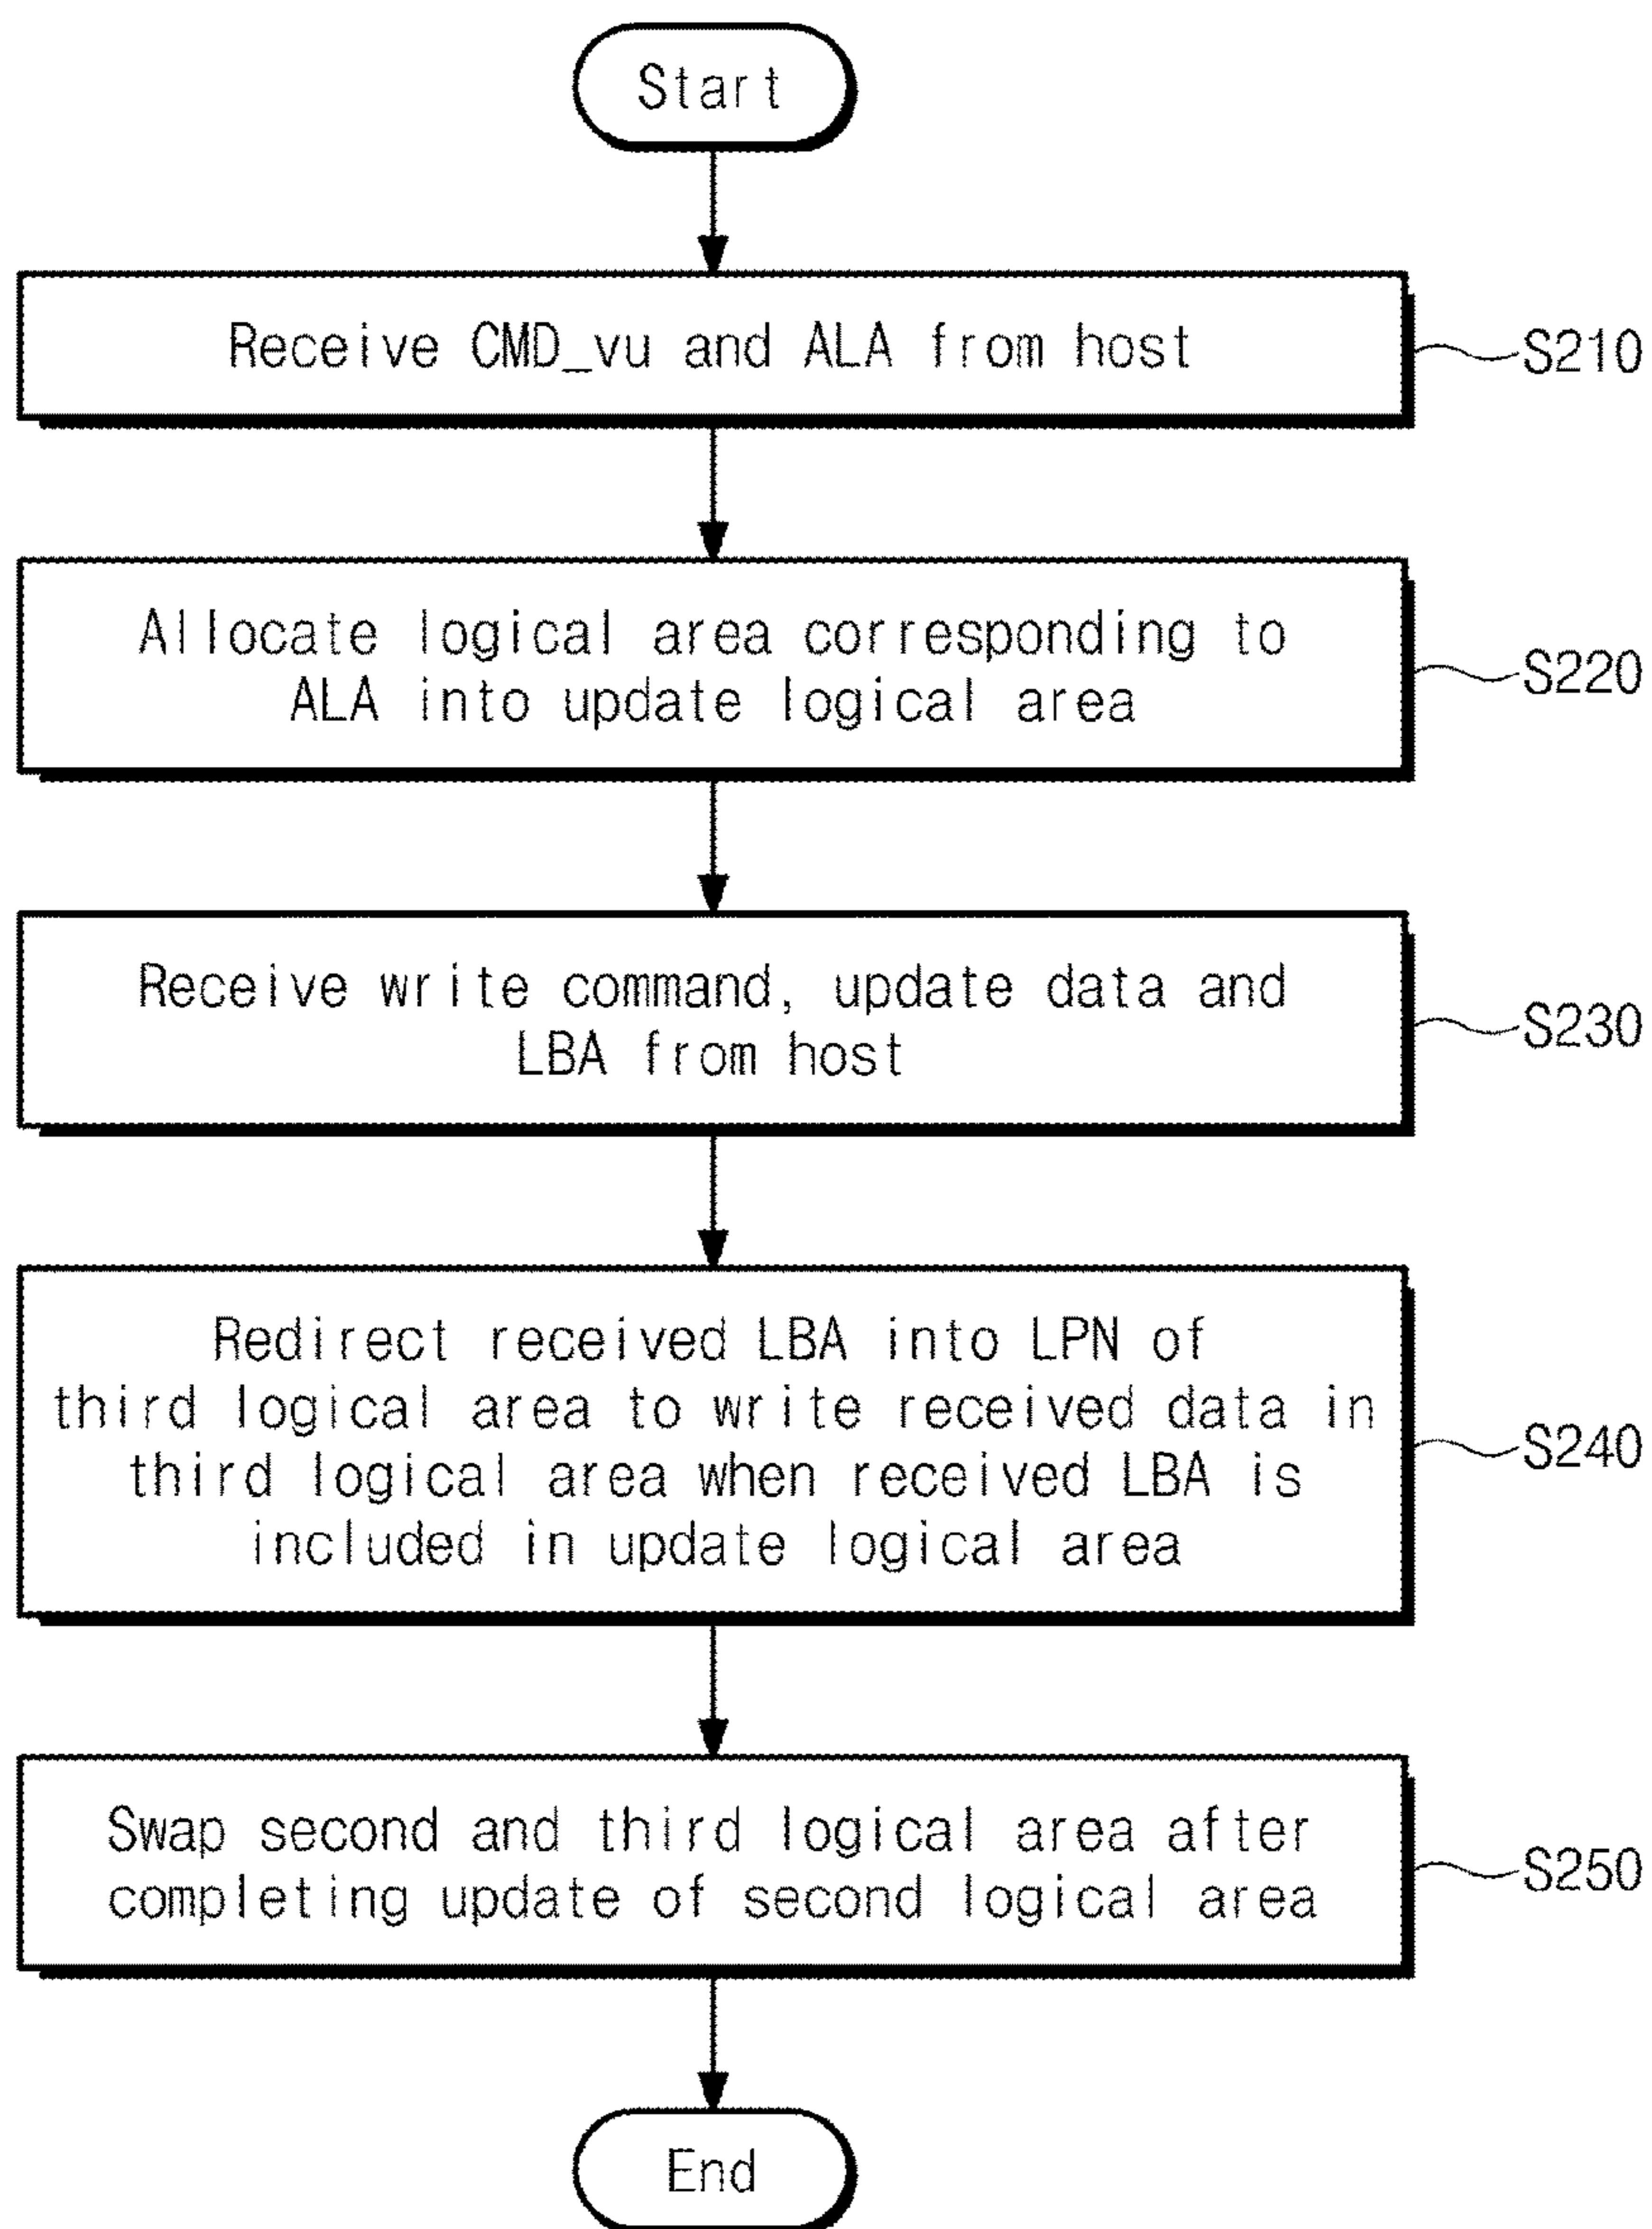 Start
Receive CMD_vu and ALA from host
S210
Allocate logical area corresponding to
ALA into update logical area
S220
Receive write command, update data and
LBA from host
S230
Redirect received LBA into LPN of
third logical area to write received data in
third logical area when received LBA is
included in update logical area
S240
Swap second and third logical area after
completing update of second logical area
S250
End